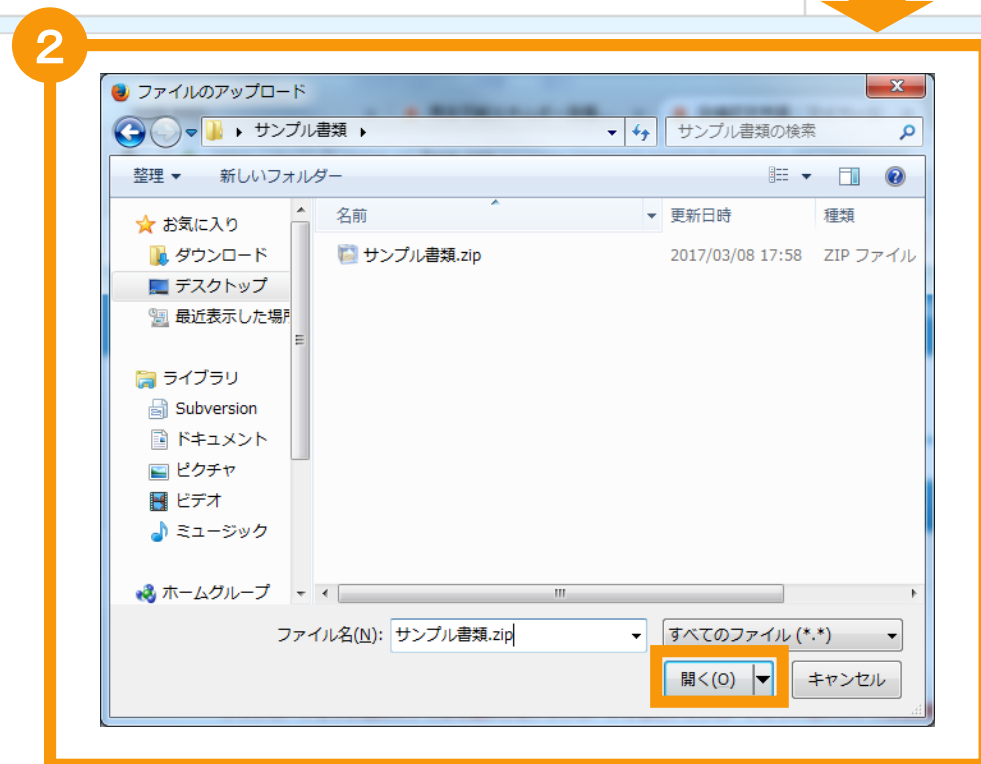 2
ファイルのアップロード
サンプル書類
サンプル書類の検索
整理 新しいフォルダー
名前 更新日時 種類
お気に入り
ダウンロード
デスクトップ
最近表示した場所
サンプル書類.zip 2017/03/08 17:58 ZIP ファイル
ライブラリ
Subversion
ドキュメント
ピクチャ
ビデオ
ミュージック
ホームグループ
ファイル名(N): サンプル書類.zip すべてのファイル (*.*)
開く(O) キャンセル